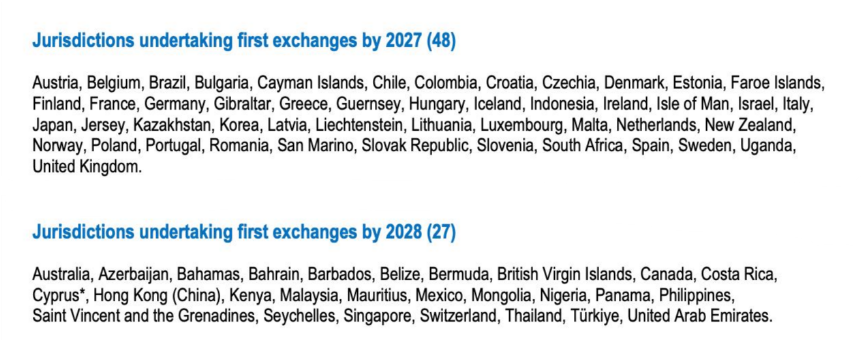 Jurisdictions undertaking first exchanges by 2027 (48)
Austria, Belgium, Brazil, Bulgaria, Cayman Islands, Chile, Colombia, Croatia, Czechia, Denmark, Estonia, Faroe Islands,
Finland, France, Germany, Gibraltar, Greece, Guernsey, Hungary, Iceland, Indonesia, Ireland, Isle of Man, Israel, Italy,
Japan, Jersey, Kazakhstan, Korea, Latvia, Liechtenstein, Lithuania, Luxembourg, Malta, Netherlands, New Zealand,
Norway, Poland, Portugal, Romania, San Marino, Slovak Republic, Slovenia, South Africa, Spain, Sweden, Uganda,
United Kingdom.
Jurisdictions undertaking first exchanges by 2028 (27)
Australia, Azerbaijan, Bahamas, Bahrain, Barbados, Belize, Bermuda, British Virgin Islands, Canada, Costa Rica,
Cyprus*, Hong Kong (China), Kenya, Malaysia, Mauritius, Mexico, Mongolia, Nigeria, Panama, Philippines,
Saint Vincent and the Grenadines, Seychelles, Singapore, Switzerland, Thailand, Türkiye, United Arab Emirates.